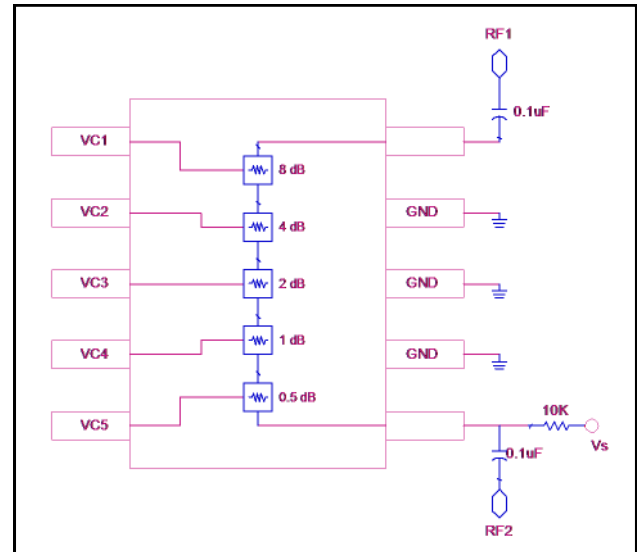 RF1
0.1uF
VC1
8 dB
VC2
4 dB
GND
VC3
2 dB
GND
VC4
1 dB
GND
VC5
0.5 dB
10K
Vs
0.1uF
RF2